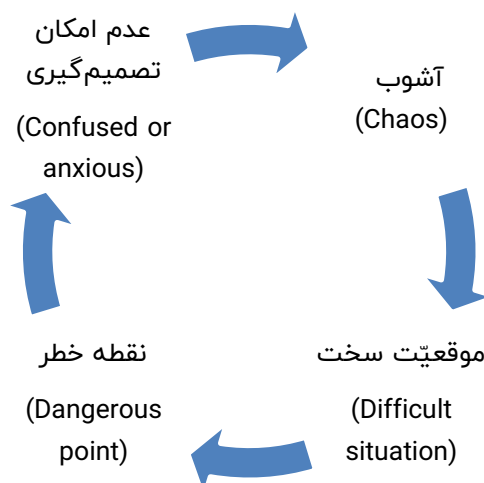 عدم امکان
تصمیم‌گیری
(Confused or
anxious)
آشوب
(Chaos)
موقعیّت سخت
(Difficult
situation)
نقطه خطر
(Dangerous
point)